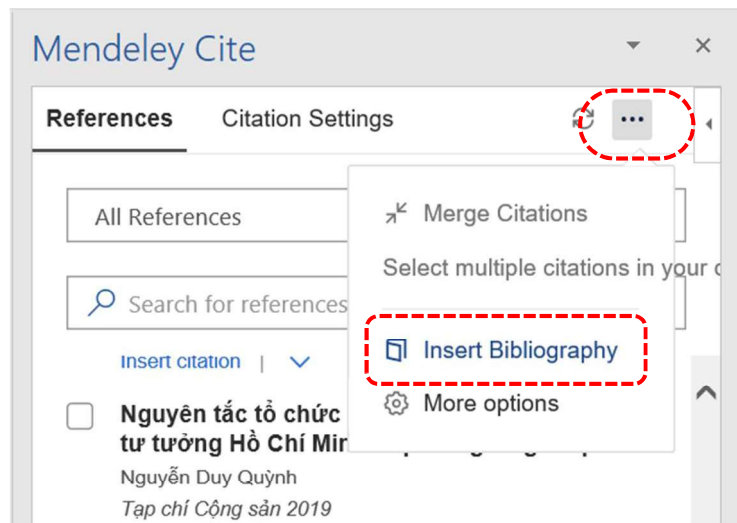 Mendeley Cite
References Citation Settings
Merge Citations
All References
Select multiple citations in your
Search for references
Insert Bibliography
Insert citation
More options
Nguyên tắc tổ chức
tư tưởng Hồ Chí
Nguyễn Duy Quỳnh
Tạp chí Cộng sản 2019